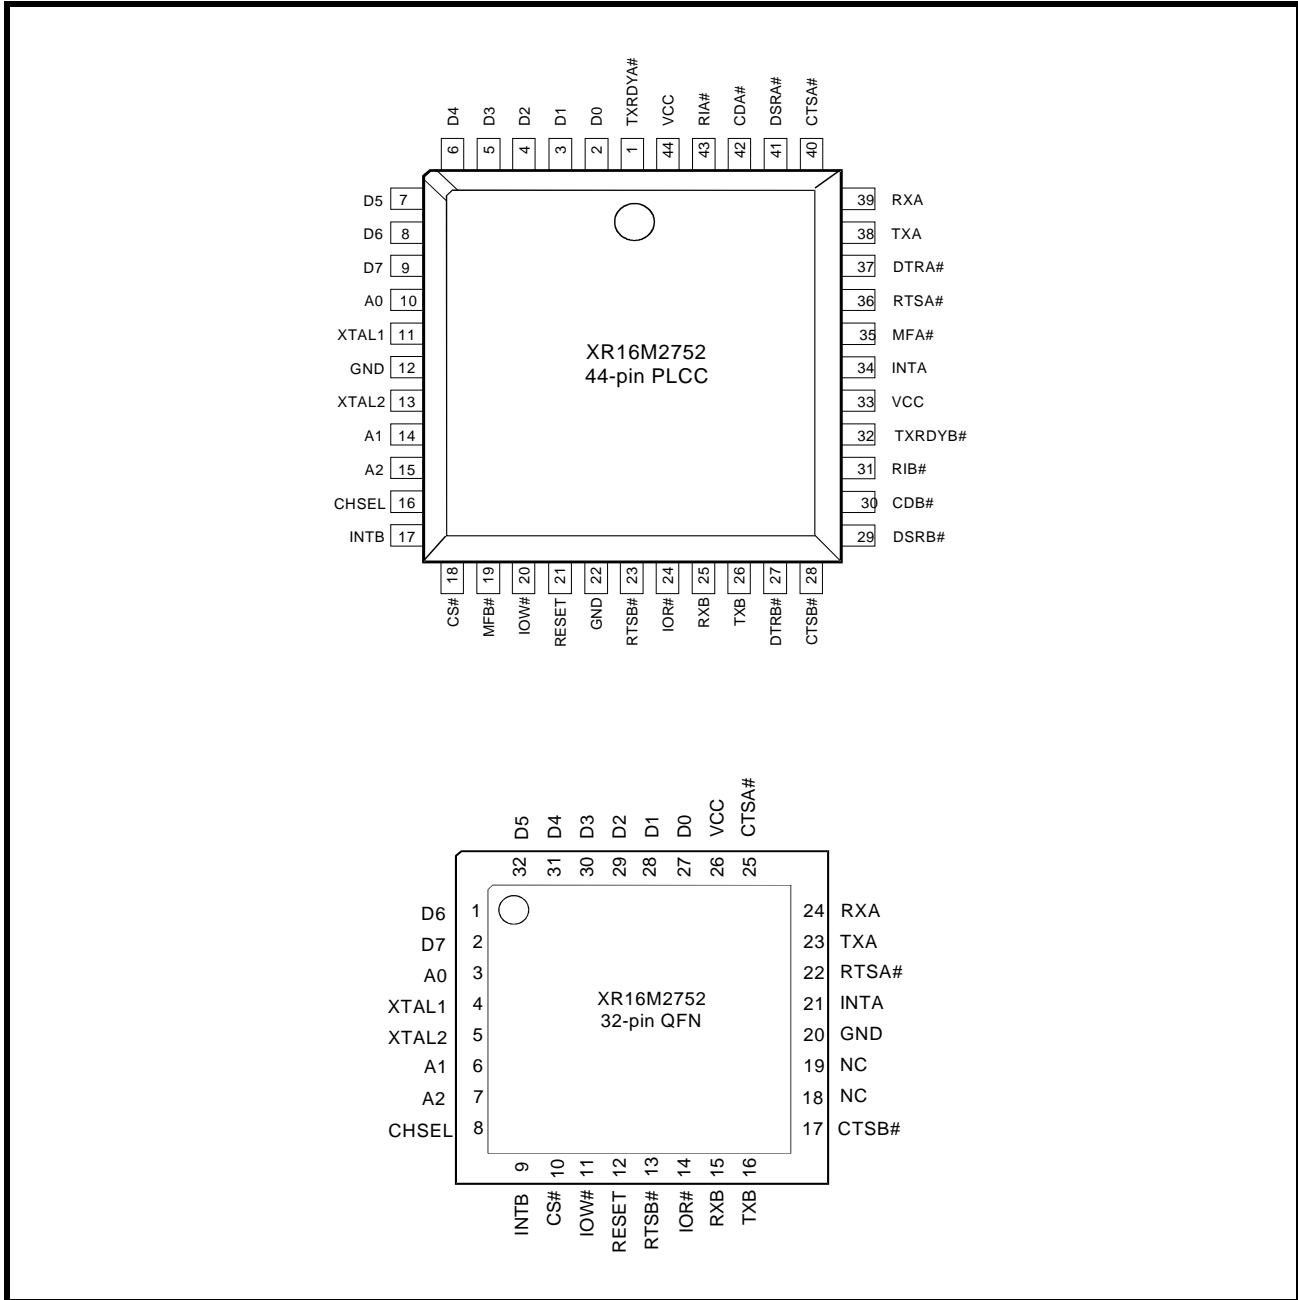 D4 D3 D2 D1 D0 TXRDYA# VCC RIA# CDA# DSRA# CTSA#
6 5 4 3 2 1 44 43 42 41 40
D5 7 39 RXA
D6 8 38 TXA
D7 9 37 DTRA#
A0 10 36 RTSA#
XTAL1 11 35 MFA#
GND 12 34 INTA
XTAL2 13 33 VCC
A1 14 32 TXRDYB#
A2 15 31 RIB#
CHSEL 16 30 CDB#
INTB 17 29 DSRB#
XR16M2752
44-pin PLCC
18 19 20 21 22 23 24 25 26 27 28
CS# MFB# IOW# RESET GND RTSB# IOR# RXB TXB DTRB# CTSB#
D5 D4 D3 D2 D1 D0 VCC CTSA#
32 31 30 29 28 27 26 25
D6 1 24 RXA
D7 2 23 TXA
A0 3 22 RTSA#
XTAL1 4 21 INTA
XTAL2 5 20 GND
A1 6 19 NC
A2 7 18 NC
CHSEL 8 17 CTSB#
XR16M2752
32-pin QFN
9 10 11 12 13 14 15 16
INTB CS# IOW# RESET RTSB# IOR# RXB TXB